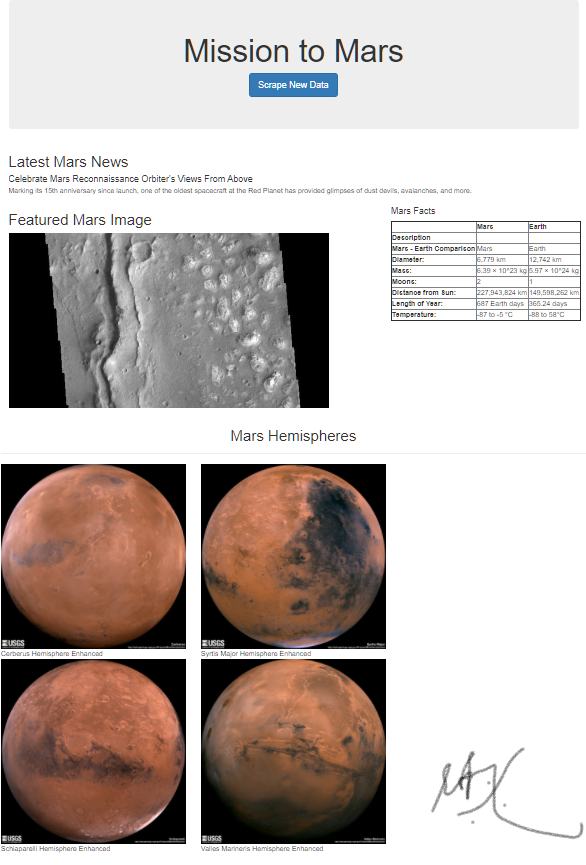 Mission to Mars
Scrape New Data
Latest Mars News
Celebrate Mars Reconnaissance Orbiter's Views From Above
Marking its 15th anniversary since launch, one of the oldest spacecraft at the Red Planet has provided glimpses of dust devils, avalanches, and more.
Featured Mars Image
Mars Facts
Mars Earth
Description
Mars - Earth Comparison Mars Earth
Diameter: 6,779 km 12,742 km
Mass: 6.39 × 10^23 kg 5.97 × 10^24 kg
Moons: 2 1
Distance from Sun: 227,943,824 km 149,598,262 km
Length of Year: 687 Earth days 365.24 days
Temperature: -87 to -5 °C -88 to 58°C
Mars Hemispheres
USGS
Cerberus Hemisphere Enhanced
USGS
Syrtis Major Hemisphere Enhanced
USGS
Schiaparelli Hemisphere Enhanced
USGS
Valles Marineris Hemisphere Enhanced